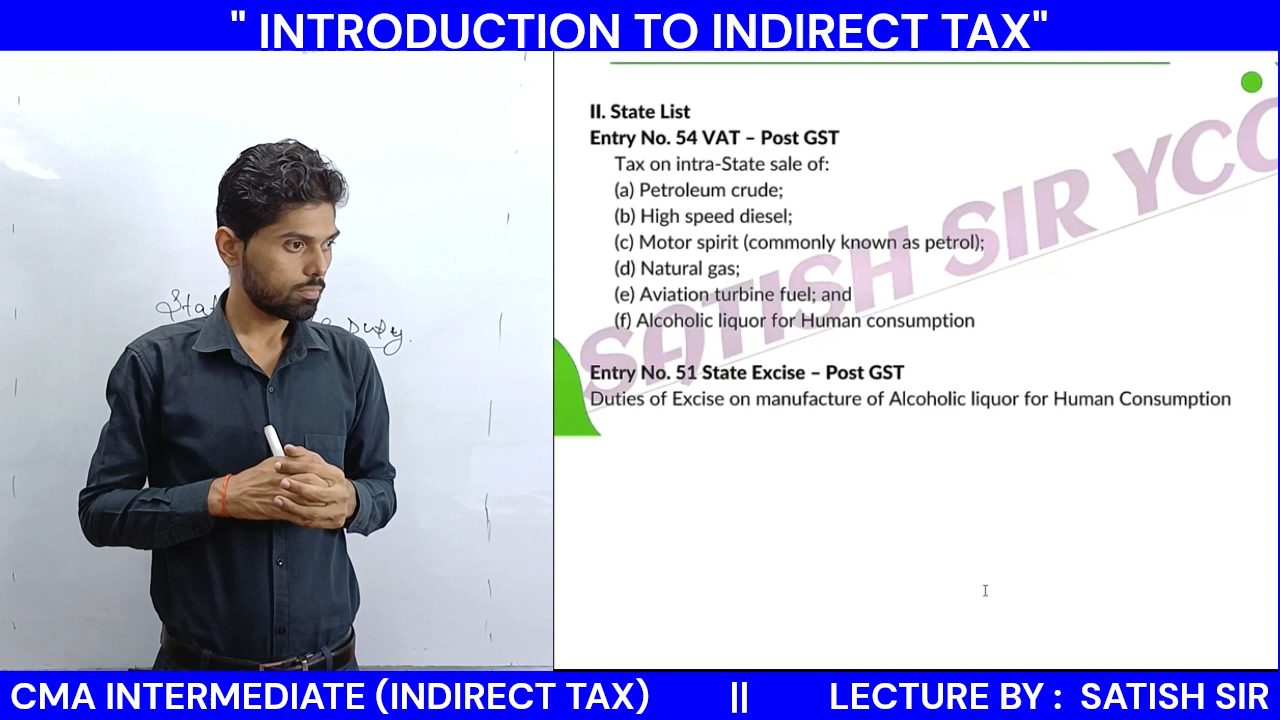 " INTRODUCTION TO INDIRECT TAX"
II. State List
Entry No. 54 VAT – Post GST
Tax on intra-State sale of:
(a) Petroleum crude;
(b) High speed diesel;
(c) Motor spirit (commonly known as petrol);
(d) Natural gas;
(e) Aviation turbine fuel; and
(f) Alcoholic liquor for Human consumption
Entry No. 51 State Excise – Post GST
Duties of Excise on manufacture of Alcoholic liquor for Human Consumption
SATISH SIR
Duty.
CMA INTERMEDIATE (INDIRECT TAX) || LECTURE BY : SATISH SIR